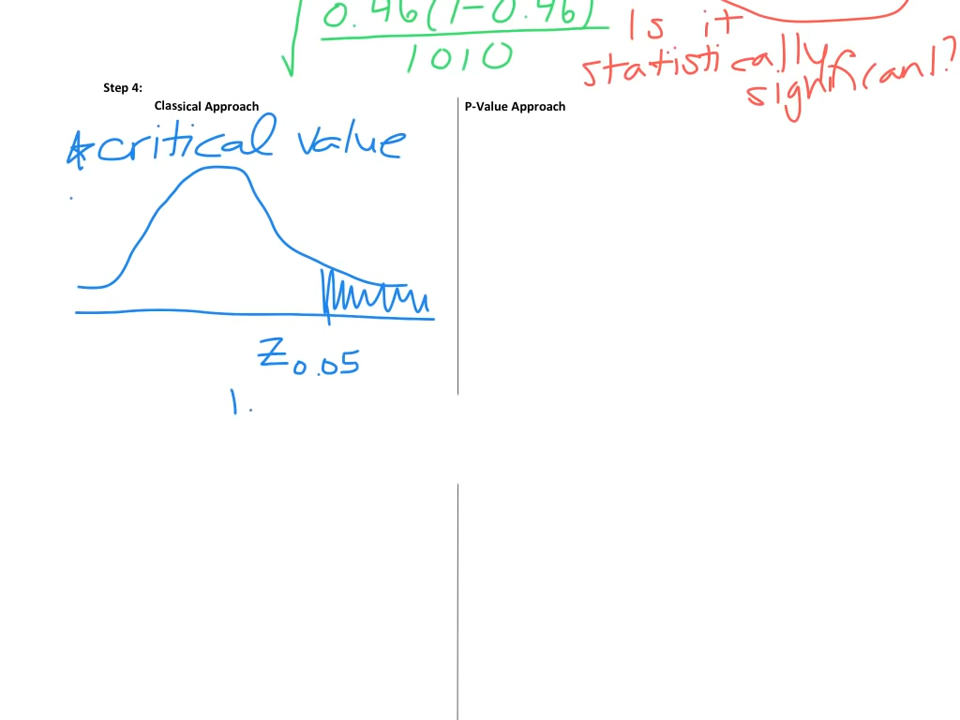 0.46(1-0.46)
1010
Is it
statistically
significant?
Step 4:
Classical Approach
P-Value Approach
*critical value
Z0.05
1.